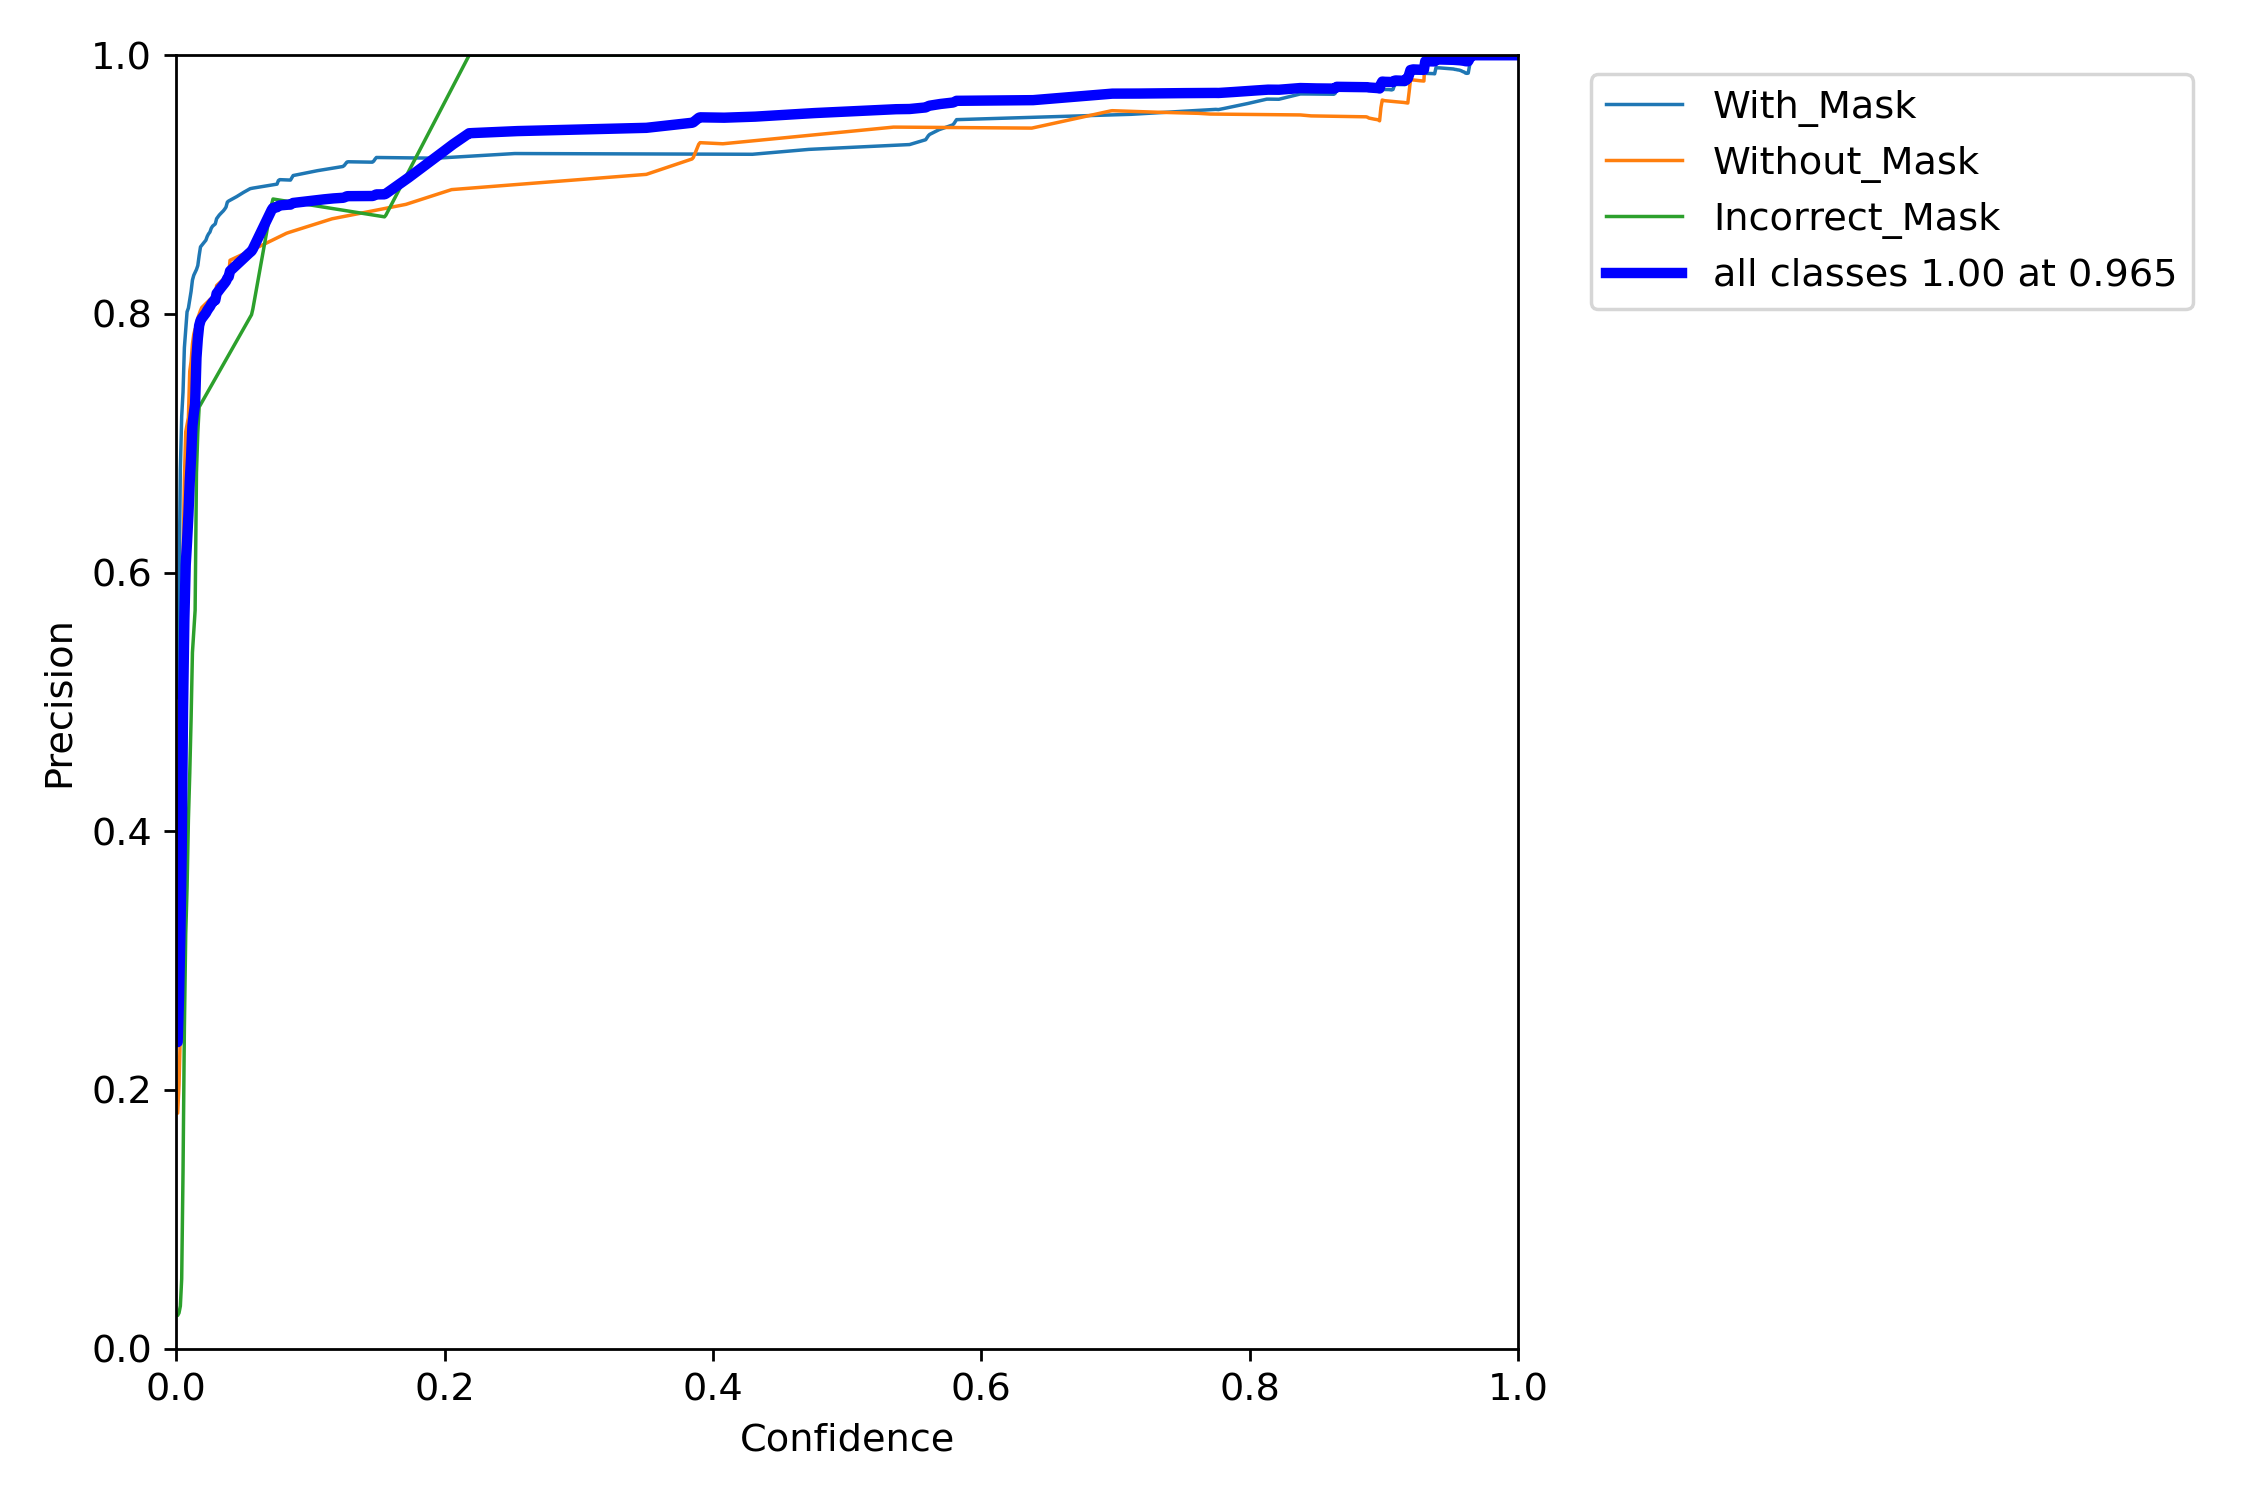 1.0
0.8
0.6
0.4
0.2
0.0
Precision
0.0 0.2 0.4 0.6 0.8 1.0
Confidence
With_Mask
Without_Mask
Incorrect_Mask
all classes 1.00 at 0.965